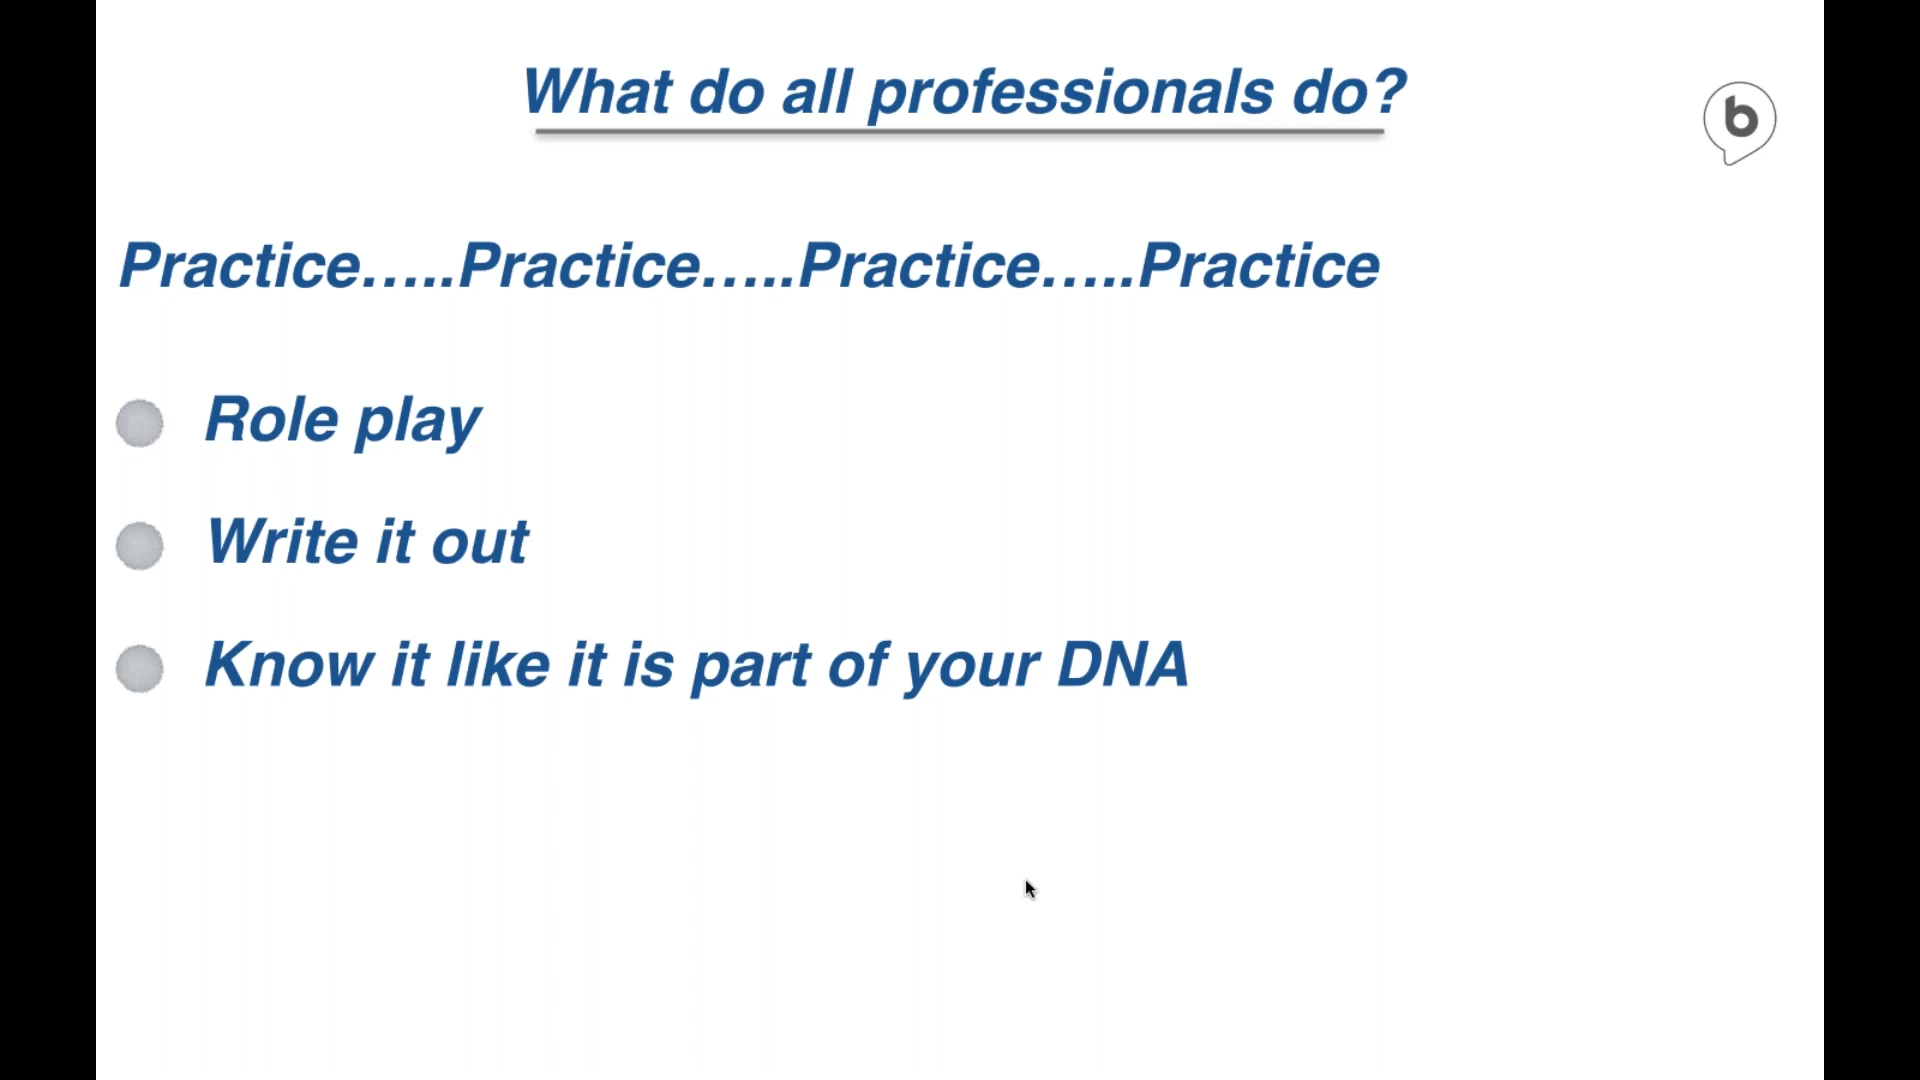 What do all professionals do?
b
Practice…..Practice…..Practice…..Practice
Role play
Write it out
Know it like it is part of your DNA